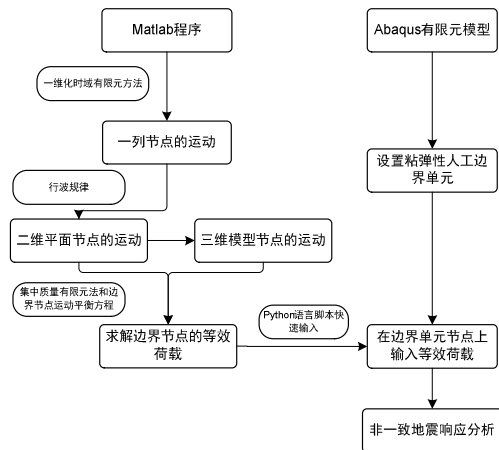 Matlab程序
Abaqus有限元模型
一维化时域有限元方法
一列节点的运动
设置粘弹性人工边
界单元
行波规律
二维平面节点的运动
三维模型节点的运动
集中质量有限元法和边
界节点运动平衡方程
Python语言脚本快
速输入
求解边界节点的等效
荷载
在边界单元节点上
输入等效荷载
非一致地震响应分析